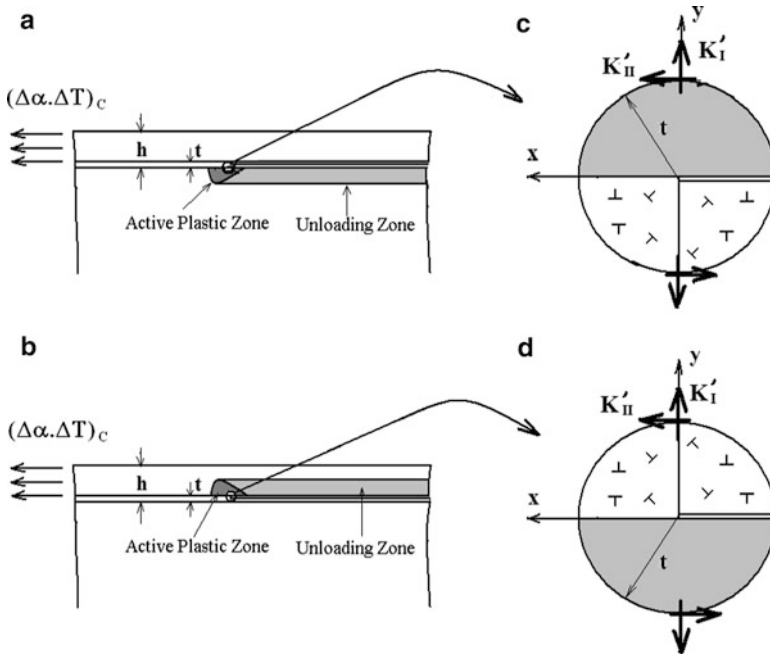 a
(Δα.ΔT)C
h
t
Active Plastic Zone
Unloading Zone
c
y
K'II
K'I
t
x
b
(Δα.ΔT)C
h
t
Active Plastic Zone
Unloading Zone
d
y
K'II
K'I
x
t